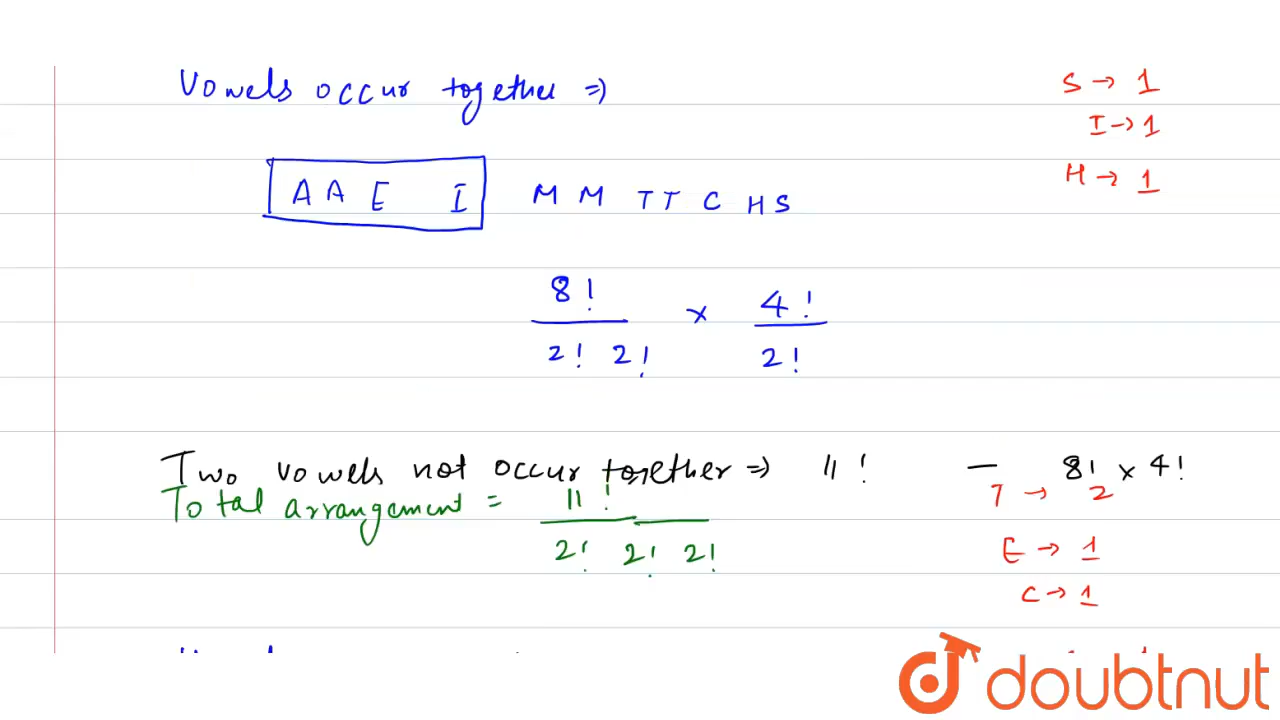 Vowels occur together ⇒
S → 1
I → 1
H → 1
A A E I M M T T C H S
8! × 4!
2! 2! 2!
Two vowels not occur together ⇒ 11! — 8! × 4!
T → 2
Total arrangement = 11!
2! 2! 2!
E → 1
C → 1
doubtnut